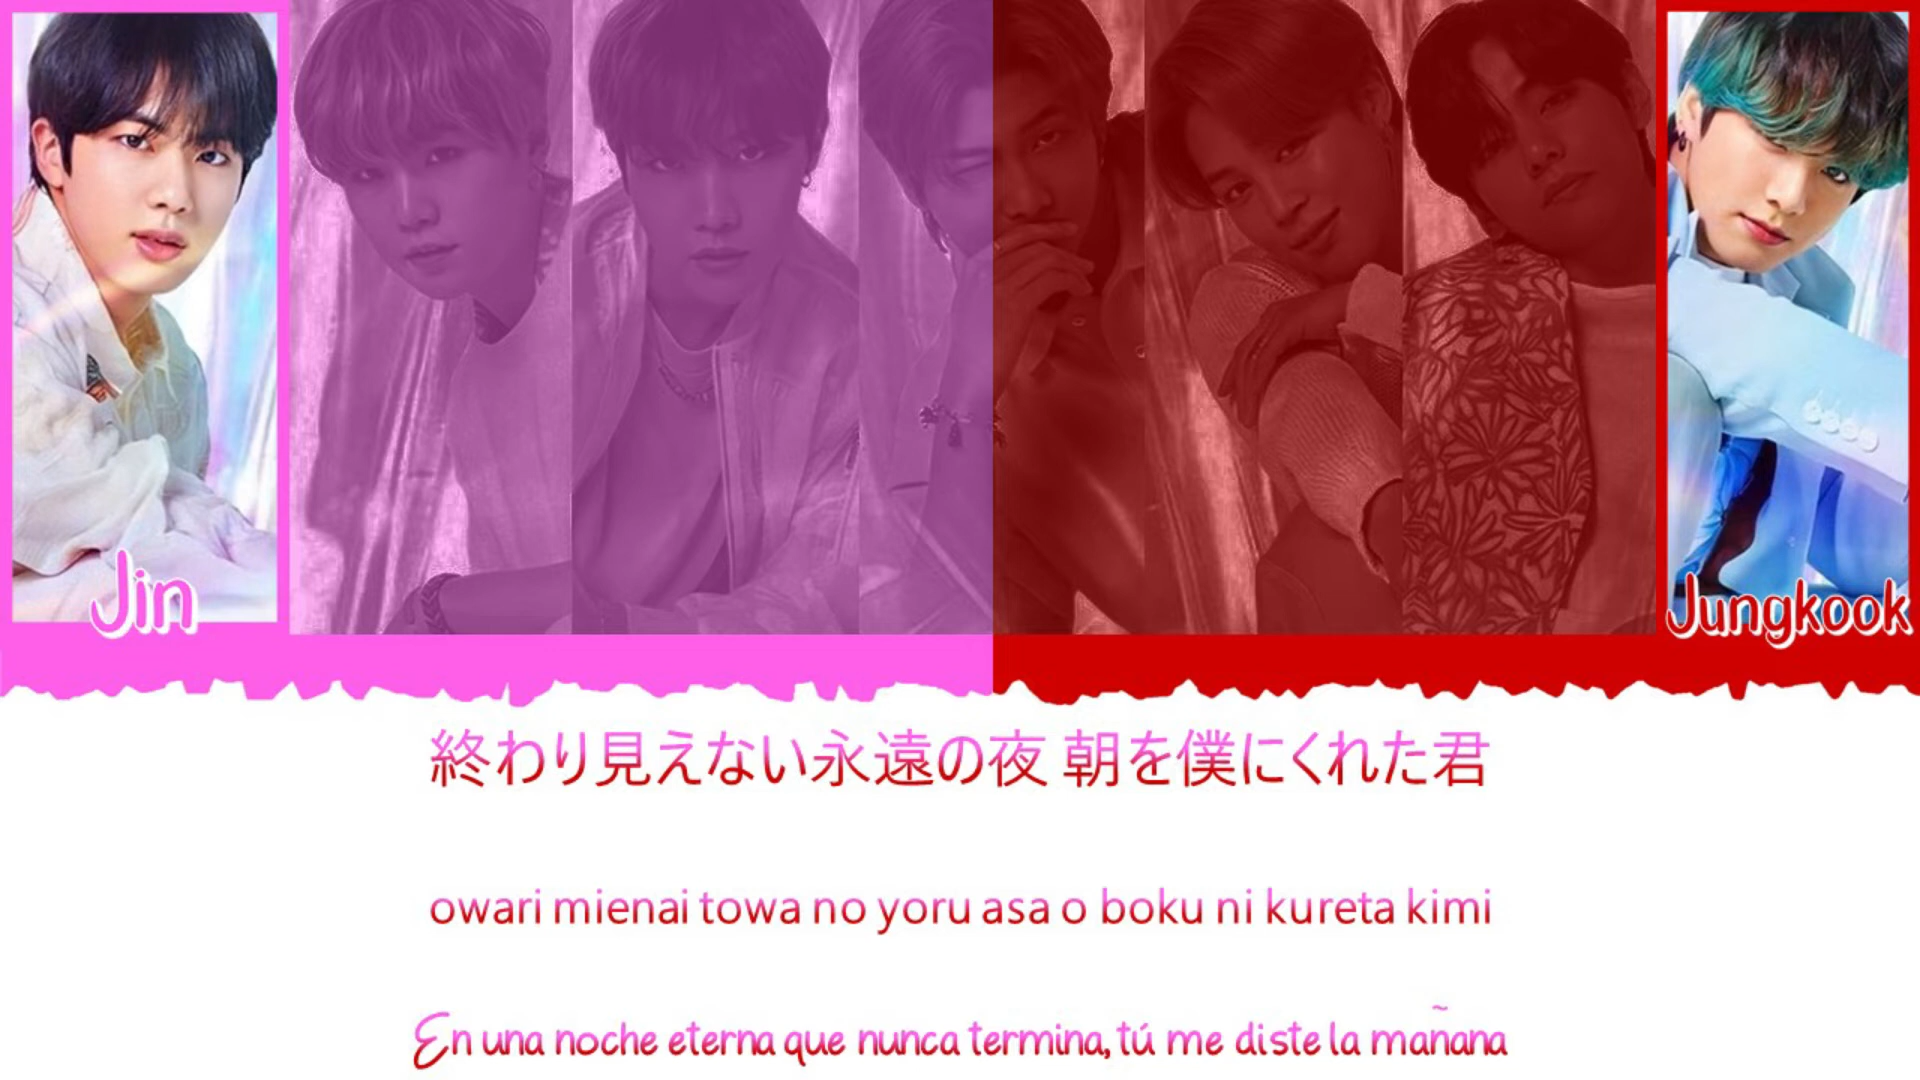 Jin
Jungkook
終わり見えない永遠の夜 朝を僕にくれた君
owari mienai towa no yoru asa o boku ni kureta kimi
En una noche eterna que nunca termina, tú me diste la mañana